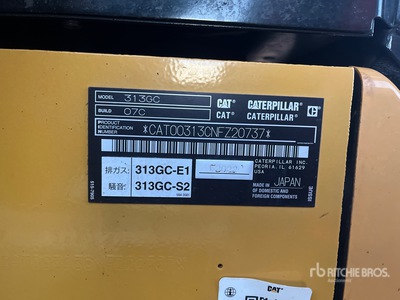 MODEL 313GC
BUILD 07C
CAT CATERPILLAR C
CAT CATERPILLAR
PRODUCT IDENTIFICATION NUMBER *CAT00313CNFZ20737*
排ガス: 313GC-E1
騒音: 313GC-S2
CATERPILLAR INC.
PEORIA, IL 61629
USA
MADE IN JAPAN
OF DOMESTIC AND
FOREIGN COMPONENTS
ISSUE
CAT
rb RITCHIE BROS.